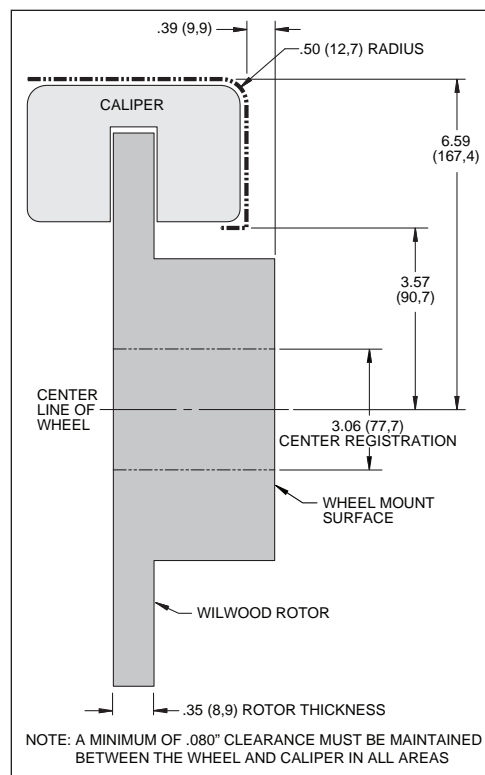 .39 (9,9)
.50 (12,7) RADIUS
CALIPER
6.59
(167,4)
3.57
(90,7)
CENTER
LINE OF
WHEEL
3.06 (77,7)
CENTER REGISTRATION
WHEEL MOUNT
SURFACE
WILWOOD ROTOR
.35 (8,9) ROTOR THICKNESS
NOTE: A MINIMUM OF .080" CLEARANCE MUST BE MAINTAINED
BETWEEN THE WHEEL AND CALIPER IN ALL AREAS